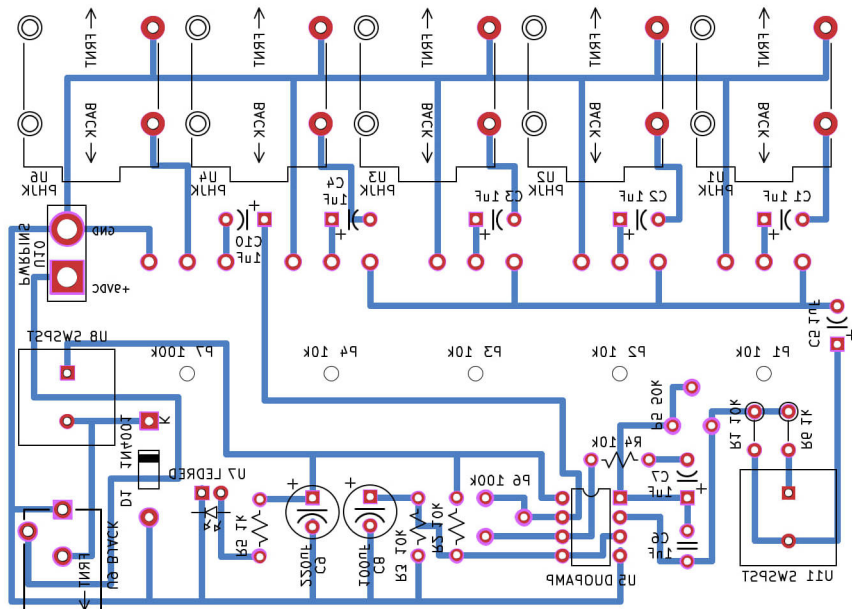 FRNT FRNT FRNT FRNT FRNT
BACK BACK BACK BACK BACK
U6 PHJK
U4 PHJK
U3 PHJK
U2 PHJK
U1 PHJK
C4 1uF
C3 1uF
C2 1uF
C1 1uF
+ + + + +
C10 1uF
PWRPINS
U10
GND
+9VDC
C5 1uF
+
U8 SWSPST
P7 100k
P4 10k
P3 10k
P2 10k
P1 10k
P5 50k
K
D1 1N4001
U7 LEDRED
P6 100k
R4 10k
R1 10k
R6 1k
C7 1uF
+
C6 1nF
R5 1k
+
220uF C9
+
100uF C8
R3 10k
R2 10k
U5 DUOPAMP
U11 SWSPST
U9 BJACK
FRNT